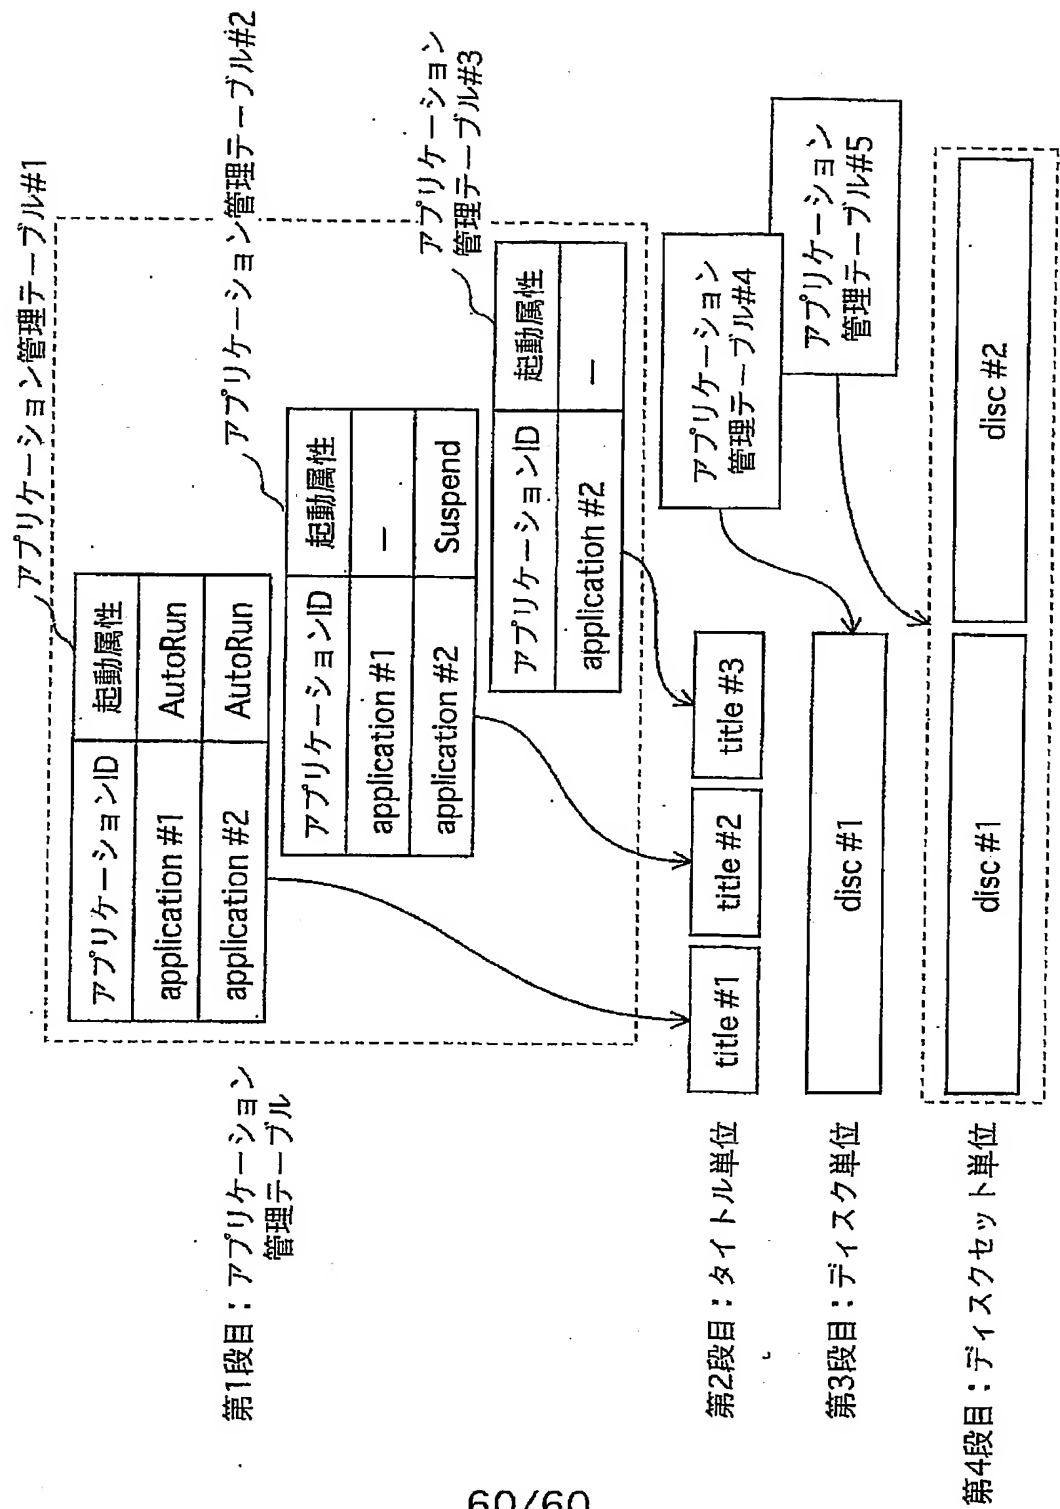 第1段目：アプリケーション
管理テーブル
アプリケーション管理テーブル#1
アプリケーションID 起動属性
application #1 AutoRun
application #2 AutoRun
アプリケーション管理テーブル#2
アプリケーションID 起動属性
application #1 –
application #2 Suspend
アプリケーション
管理テーブル#3
アプリケーションID 起動属性
application #2 –
第2段目：タイトル単位
title #1 title #2 title #3
アプリケーション
管理テーブル#4
第3段目：ディスク単位
disc #1
アプリケーション
管理テーブル#5
第4段目：ディスクセット単位
disc #1 disc #2
60/60